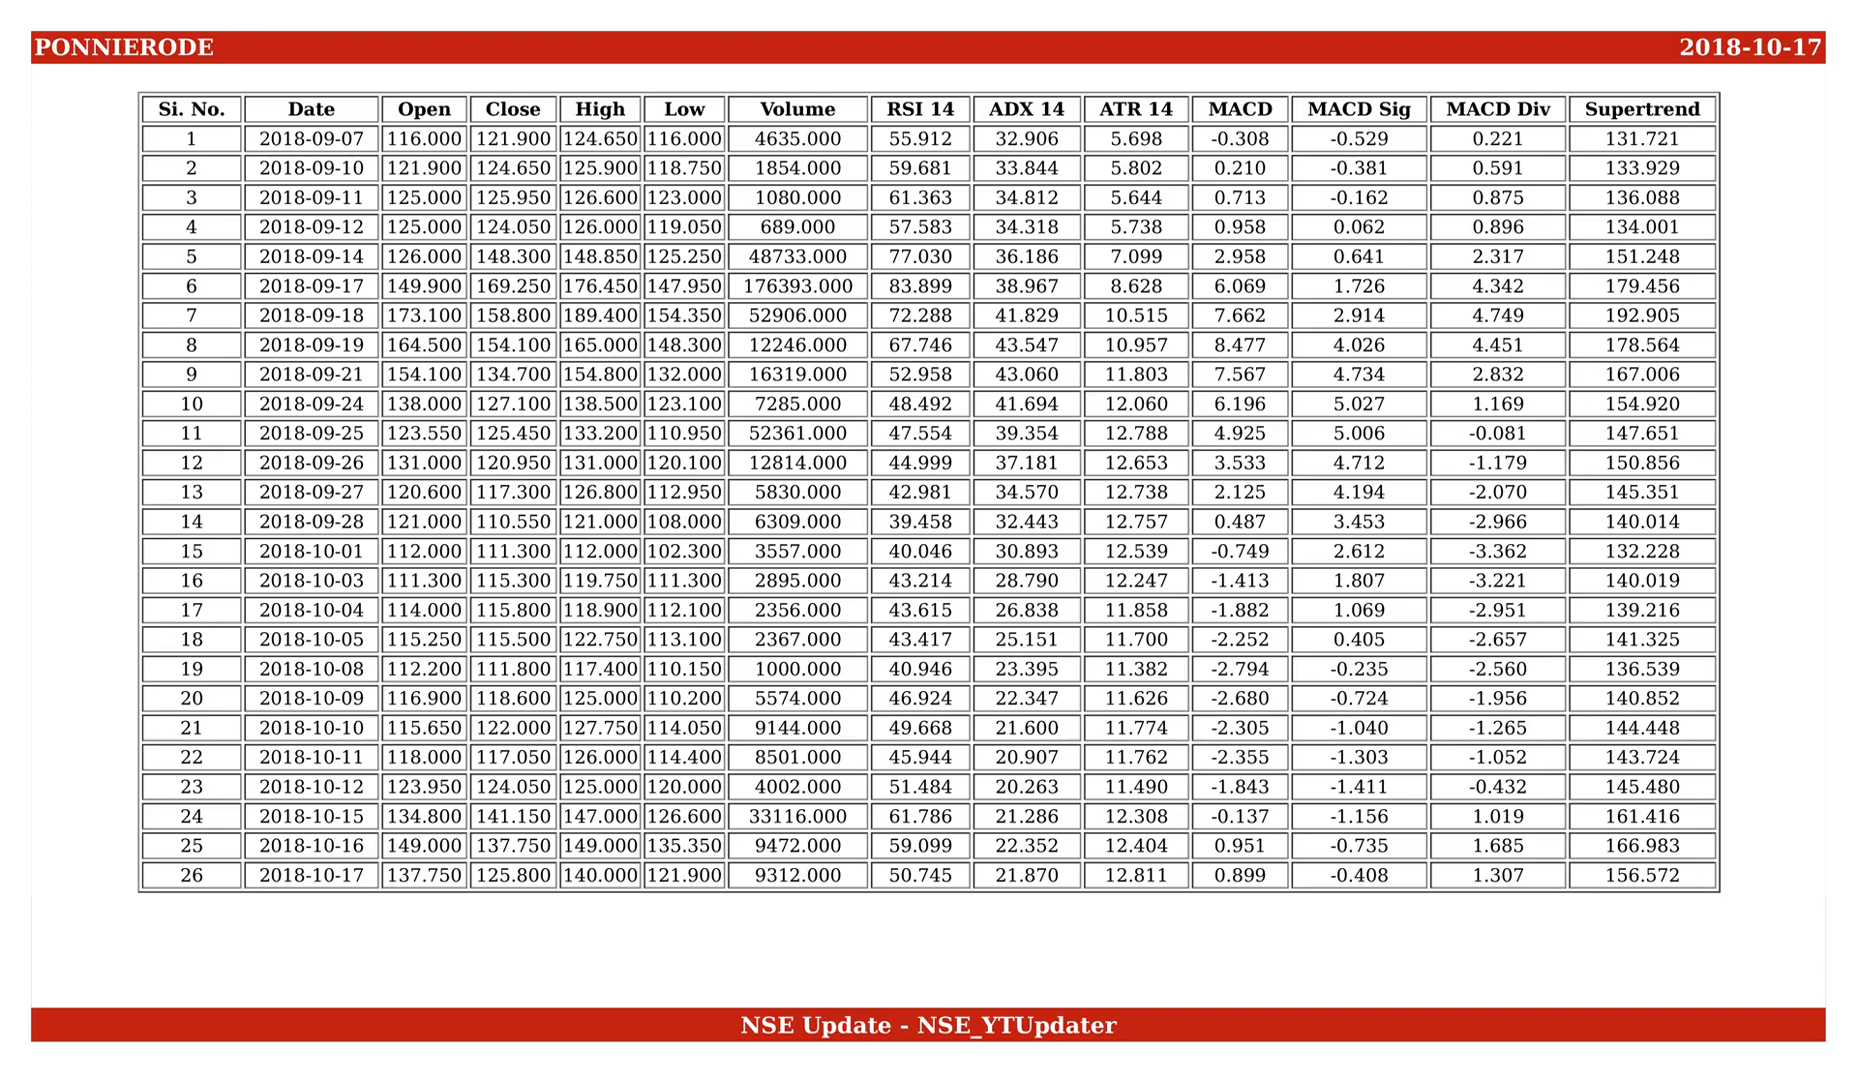 PONNIERODE 2018-10-17
Si. No. Date Open Close High Low Volume RSI 14 ADX 14 ATR 14 MACD MACD Sig MACD Div Supertrend
1 2018-09-07 116.000 121.900 124.650 116.000 4635.000 55.912 32.906 5.698 -0.308 -0.529 0.221 131.721
2 2018-09-10 121.900 124.650 125.900 118.750 1854.000 59.681 33.844 5.802 0.210 -0.381 0.591 133.929
3 2018-09-11 125.000 125.950 126.600 123.000 1080.000 61.363 34.812 5.644 0.713 -0.162 0.875 136.088
4 2018-09-12 125.000 124.050 126.000 119.050 689.000 57.583 34.318 5.738 0.958 0.062 0.896 134.001
5 2018-09-14 126.000 148.300 148.850 125.250 48733.000 77.030 36.186 7.099 2.958 0.641 2.317 151.248
6 2018-09-17 149.900 169.250 176.450 147.950 176393.000 83.899 38.967 8.628 6.069 1.726 4.342 179.456
7 2018-09-18 173.100 158.800 189.400 154.350 52906.000 72.288 41.829 10.515 7.662 2.914 4.749 192.905
8 2018-09-19 164.500 154.100 165.000 148.300 12246.000 67.746 43.547 10.957 8.477 4.026 4.451 178.564
9 2018-09-21 154.100 134.700 154.800 132.000 16319.000 52.958 43.060 11.803 7.567 4.734 2.832 167.006
10 2018-09-24 138.000 127.100 138.500 123.100 7285.000 48.492 41.694 12.060 6.196 5.027 1.169 154.920
11 2018-09-25 123.550 125.450 133.200 110.950 52361.000 47.554 39.354 12.788 4.925 5.006 -0.081 147.651
12 2018-09-26 131.000 120.950 131.000 120.100 12814.000 44.999 37.181 12.653 3.533 4.712 -1.179 150.856
13 2018-09-27 120.600 117.300 126.800 112.950 5830.000 42.981 34.570 12.738 2.125 4.194 -2.070 145.351
14 2018-09-28 121.000 110.550 121.000 108.000 6309.000 39.458 32.443 12.757 0.487 3.453 -2.966 140.014
15 2018-10-01 112.000 111.300 112.000 102.300 3557.000 40.046 30.893 12.539 -0.749 2.612 -3.362 132.228
16 2018-10-03 111.300 115.300 119.750 111.300 2895.000 43.214 28.790 12.247 -1.413 1.807 -3.221 140.019
17 2018-10-04 114.000 115.800 118.900 112.100 2356.000 43.615 26.838 11.858 -1.882 1.069 -2.951 139.216
18 2018-10-05 115.250 115.500 122.750 113.100 2367.000 43.417 25.151 11.700 -2.252 0.405 -2.657 141.325
19 2018-10-08 112.200 111.800 117.400 110.150 1000.000 40.946 23.395 11.382 -2.794 -0.235 -2.560 136.539
20 2018-10-09 116.900 118.600 125.000 110.200 5574.000 46.924 22.347 11.626 -2.680 -0.724 -1.956 140.852
21 2018-10-10 115.650 122.000 127.750 114.050 9144.000 49.668 21.600 11.774 -2.305 -1.040 -1.265 144.448
22 2018-10-11 118.000 117.050 126.000 114.400 8501.000 45.944 20.907 11.762 -2.355 -1.303 -1.052 143.724
23 2018-10-12 123.950 124.050 125.000 120.000 4002.000 51.484 20.263 11.490 -1.843 -1.411 -0.432 145.480
24 2018-10-15 134.800 141.150 147.000 126.600 33116.000 61.786 21.286 12.308 -0.137 -1.156 1.019 161.416
25 2018-10-16 149.000 137.750 149.000 135.350 9472.000 59.099 22.352 12.404 0.951 -0.735 1.685 166.983
26 2018-10-17 137.750 125.800 140.000 121.900 9312.000 50.745 21.870 12.811 0.899 -0.408 1.307 156.572
NSE Update - NSE_YTUpdater